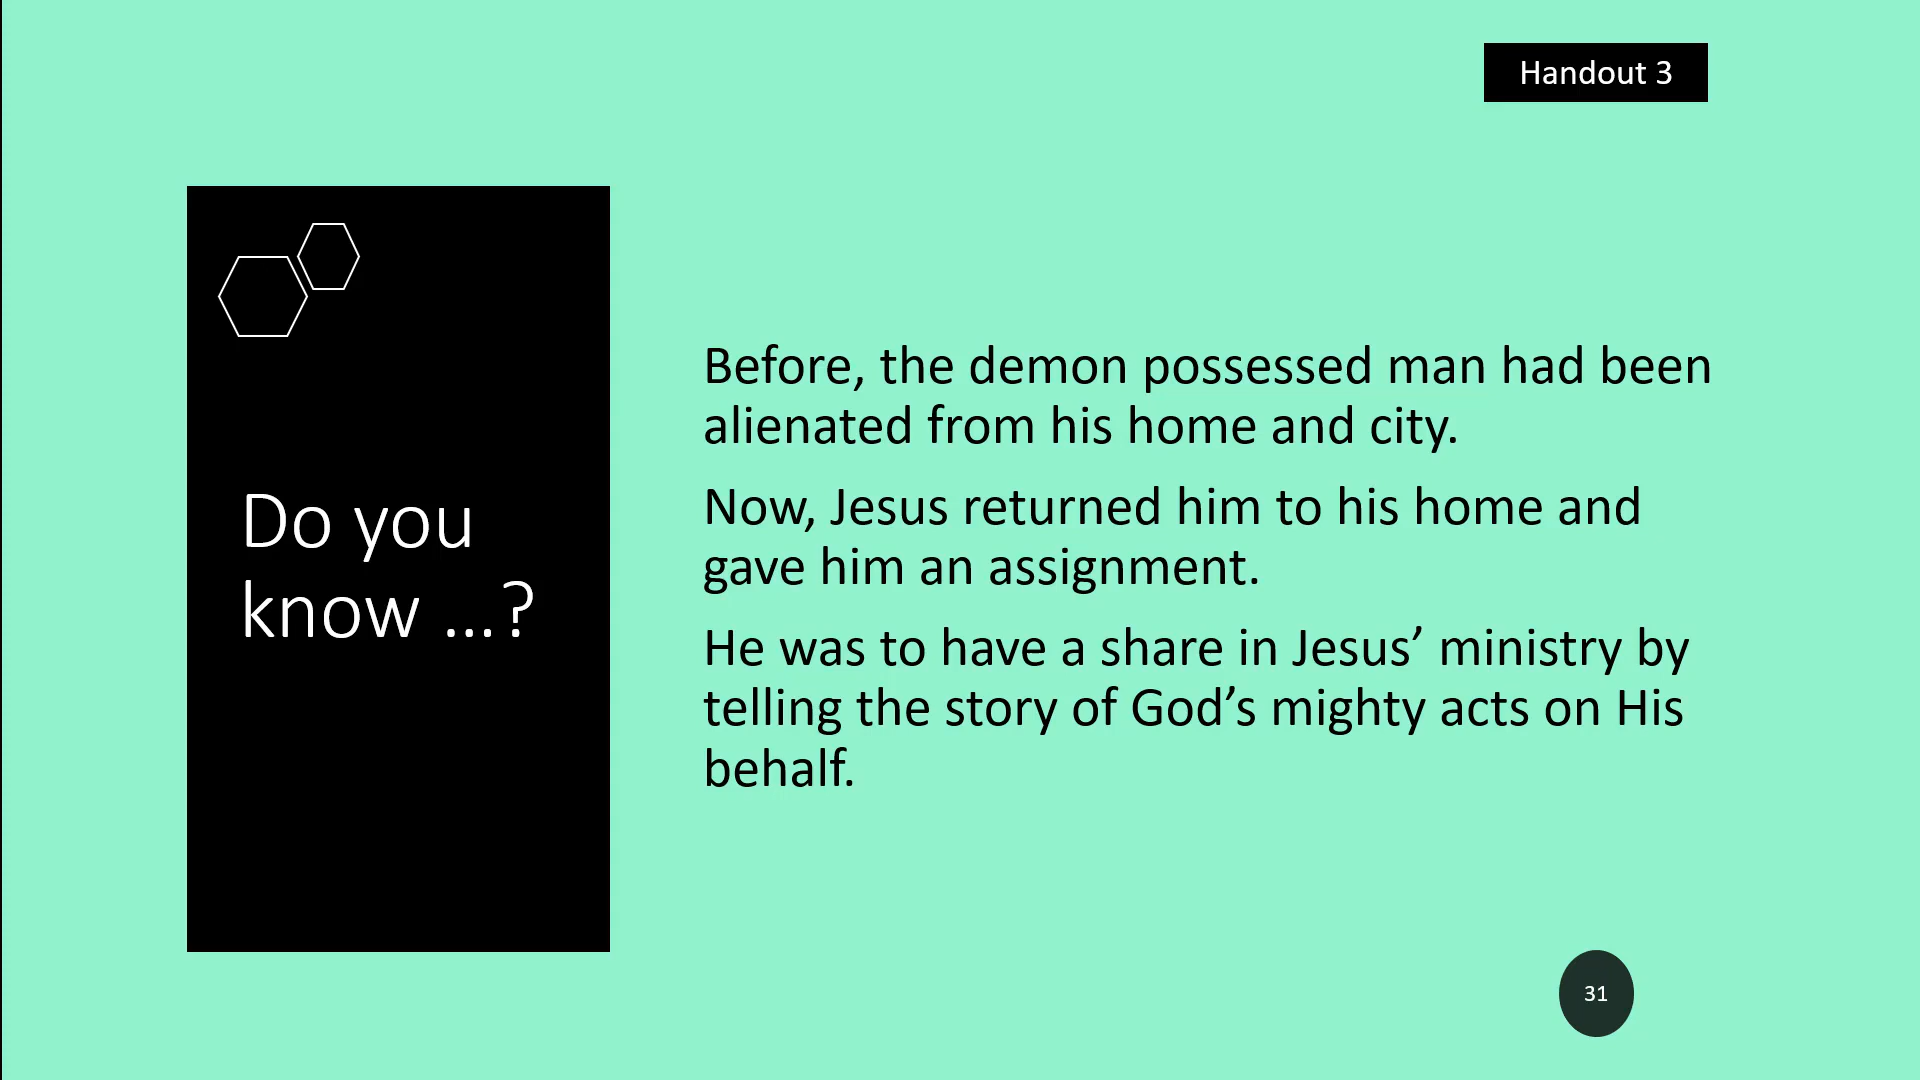 Handout 3
Do you
know ...?
Before, the demon possessed man had been
alienated from his home and city.
Now, Jesus returned him to his home and
gave him an assignment.
He was to have a share in Jesus’ ministry by
telling the story of God’s mighty acts on His
behalf.
31